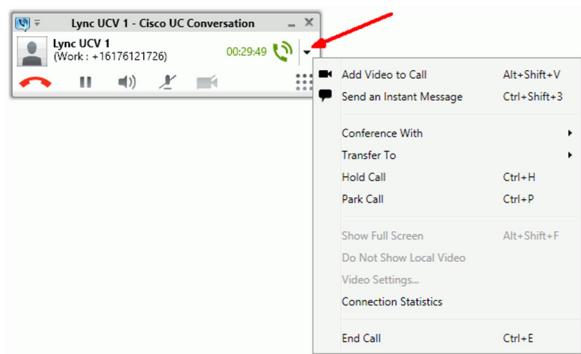 Lync UCV 1 - Cisco UC Conversation
Lync UCV 1
(Work : +16176121726)
00:29:49
Add Video to Call Alt+Shift+V
Send an Instant Message Ctrl+Shift+3
Conference With
Transfer To
Hold Call Ctrl+H
Park Call Ctrl+P
Show Full Screen Alt+Shift+F
Do Not Show Local Video
Video Settings...
Connection Statistics
End Call Ctrl+E